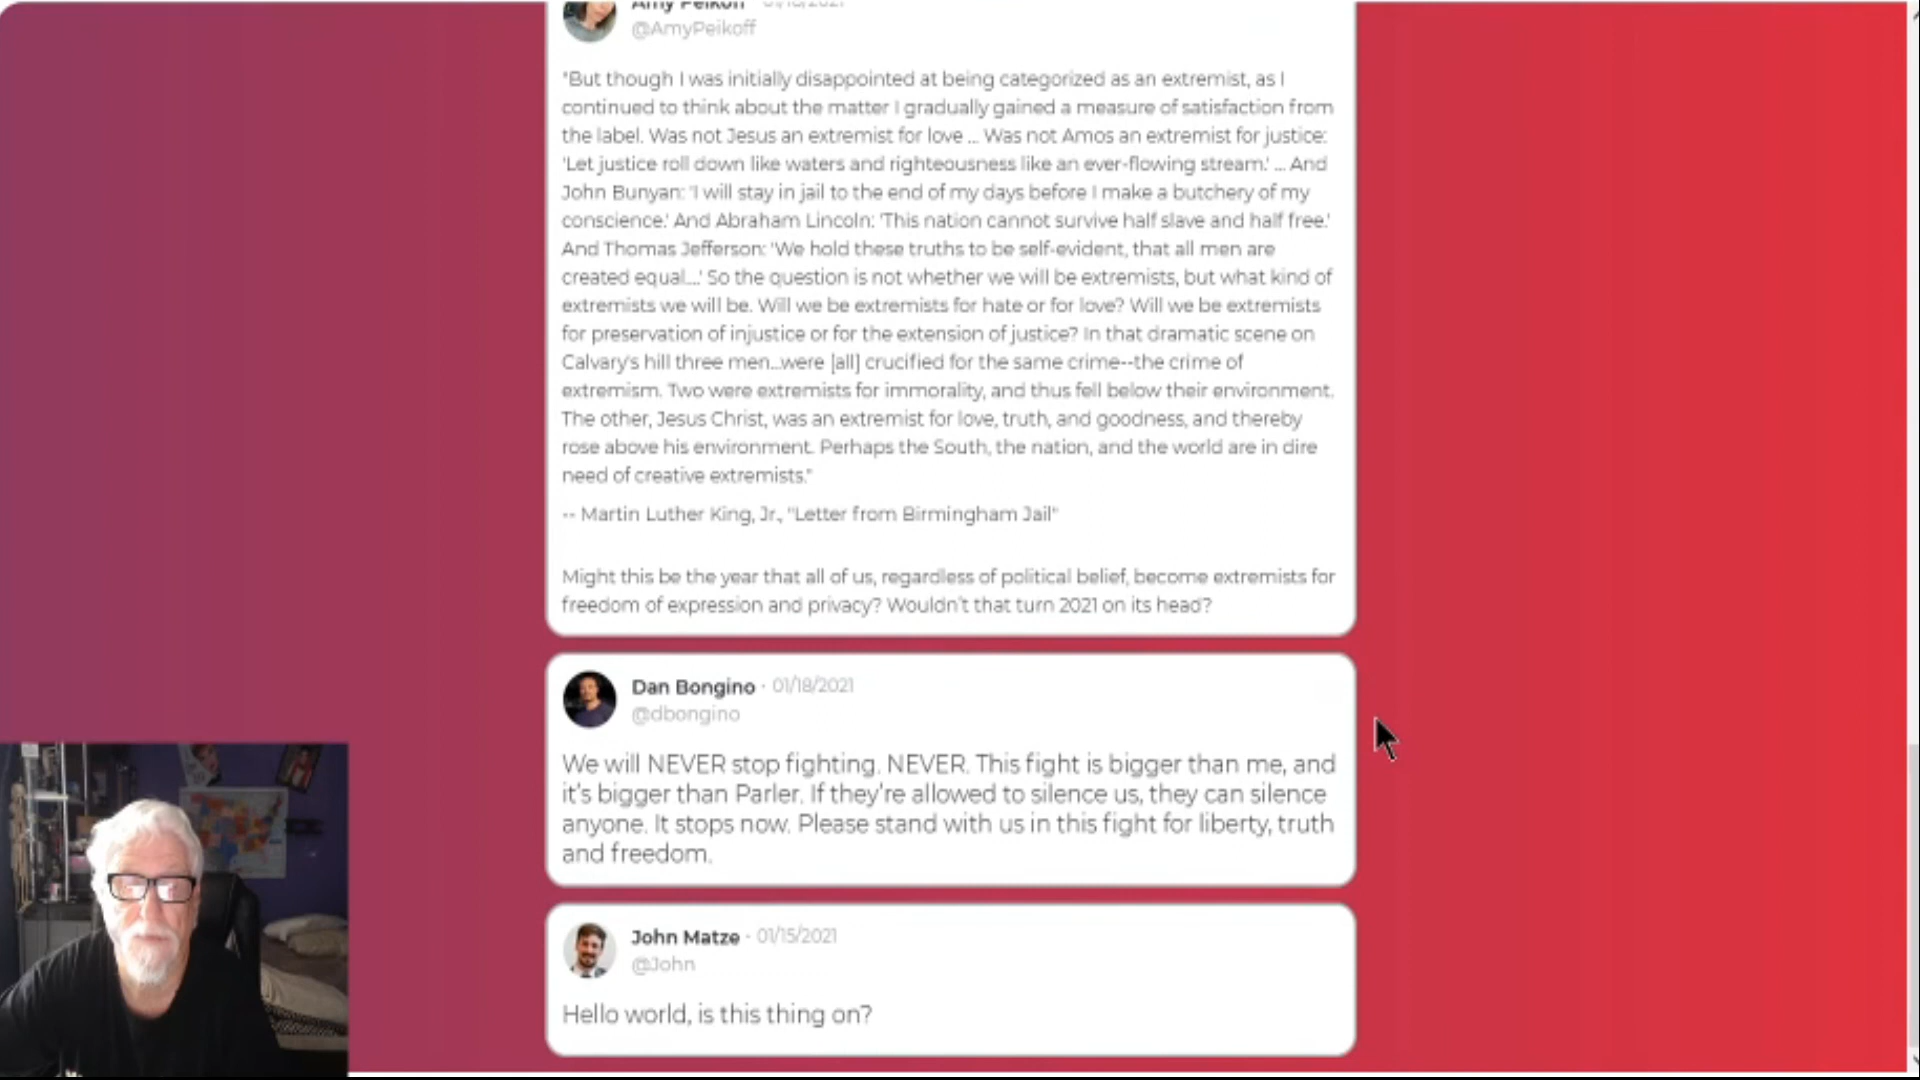 Amy Peikoff · 01/18/2021
@AmyPeikoff
"But though I was initially disappointed at being categorized as an extremist, as I
continued to think about the matter I gradually gained a measure of satisfaction from
the label. Was not Jesus an extremist for love ... Was not Amos an extremist for justice:
'Let justice roll down like waters and righteousness like an ever-flowing stream.' ... And
John Bunyan: 'I will stay in jail to the end of my days before I make a butchery of my
conscience.' And Abraham Lincoln: 'This nation cannot survive half slave and half free.'
And Thomas Jefferson: 'We hold these truths to be self-evident, that all men are
created equal...' So the question is not whether we will be extremists, but what kind of
extremists we will be. Will we be extremists for hate or for love? Will we be extremists
for preservation of injustice or for the extension of justice? In that dramatic scene on
Calvary's hill three men...were [all] crucified for the same crime--the crime of
extremism. Two were extremists for immorality, and thus fell below their environment.
The other, Jesus Christ, was an extremist for love, truth, and goodness, and thereby
rose above his environment. Perhaps the South, the nation, and the world are in dire
need of creative extremists."
-- Martin Luther King, Jr., "Letter from Birmingham Jail"
Might this be the year that all of us, regardless of political belief, become extremists for
freedom of expression and privacy? Wouldn't that turn 2021 on its head?
Dan Bongino · 01/18/2021
@dbongino
We will NEVER stop fighting. NEVER. This fight is bigger than me, and
it's bigger than Parler. If they're allowed to silence us, they can silence
anyone. It stops now. Please stand with us in this fight for liberty, truth
and freedom.
John Matze · 01/15/2021
@John
Hello world, is this thing on?